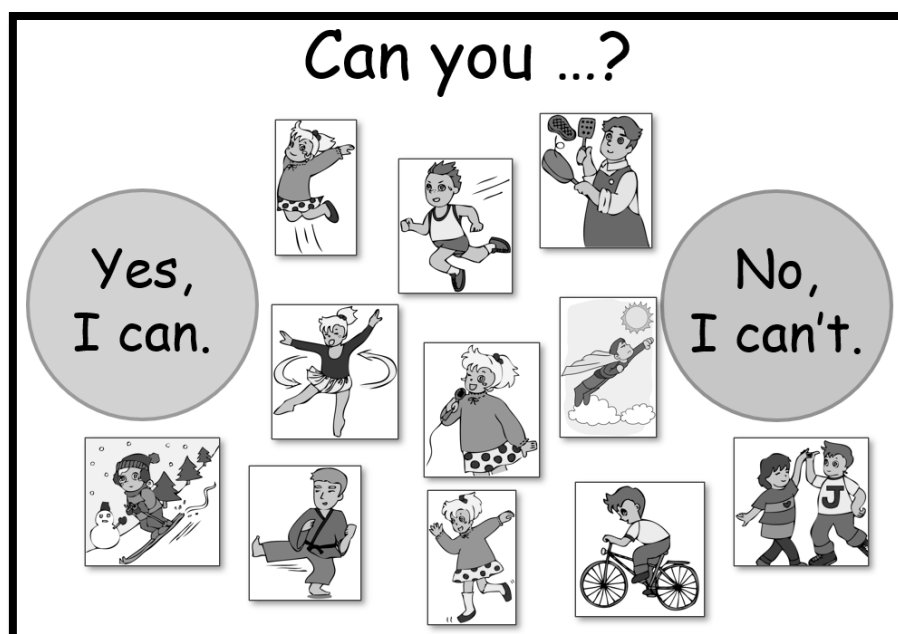 Can you ...?
Yes,
I can.
No,
I can't.
J